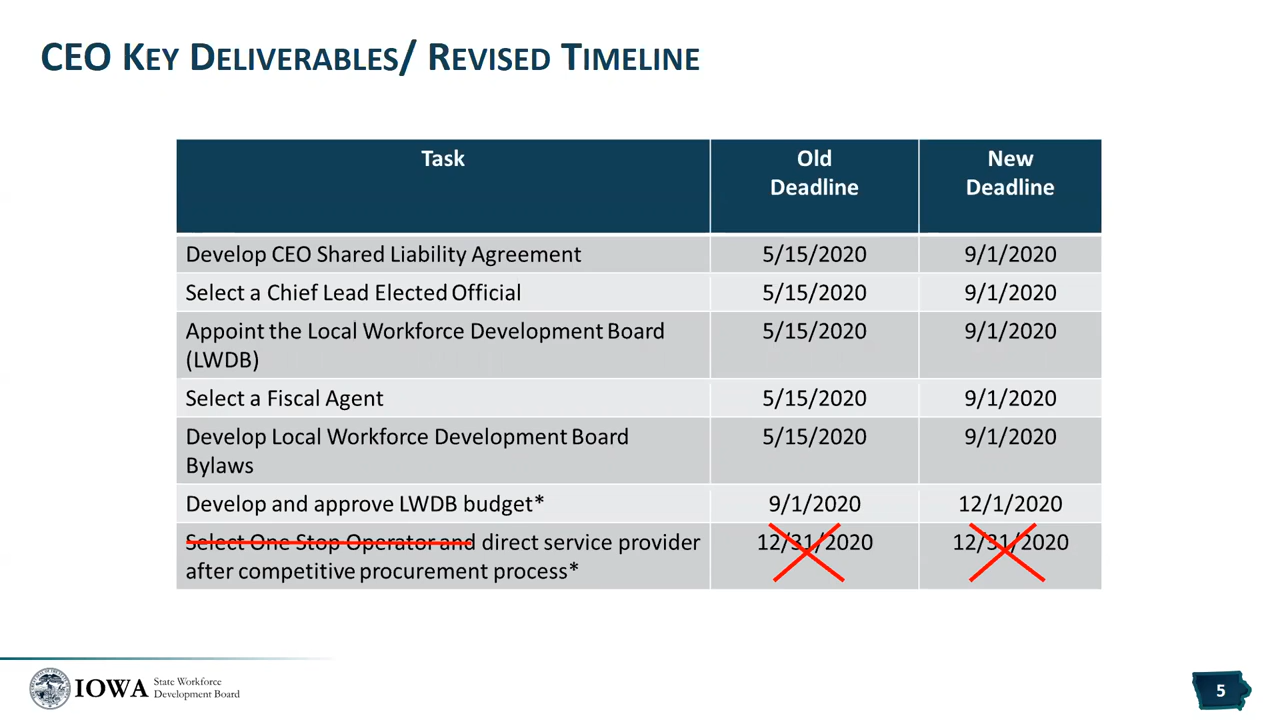 CEO KEY DELIVERABLES/ REVISED TIMELINE
Task
Old
Deadline
New
Deadline
Develop CEO Shared Liability Agreement 5/15/2020 9/1/2020
Select a Chief Lead Elected Official 5/15/2020 9/1/2020
Appoint the Local Workforce Development Board 5/15/2020 9/1/2020
(LWDB)
Select a Fiscal Agent 5/15/2020 9/1/2020
Develop Local Workforce Development Board 5/15/2020 9/1/2020
Bylaws
Develop and approve LWDB budget* 9/1/2020 12/1/2020
Select One Stop Operator and direct service provider 12/31/2020 12/31/2020
after competitive procurement process*
IOWA
State Workforce
Development Board
5